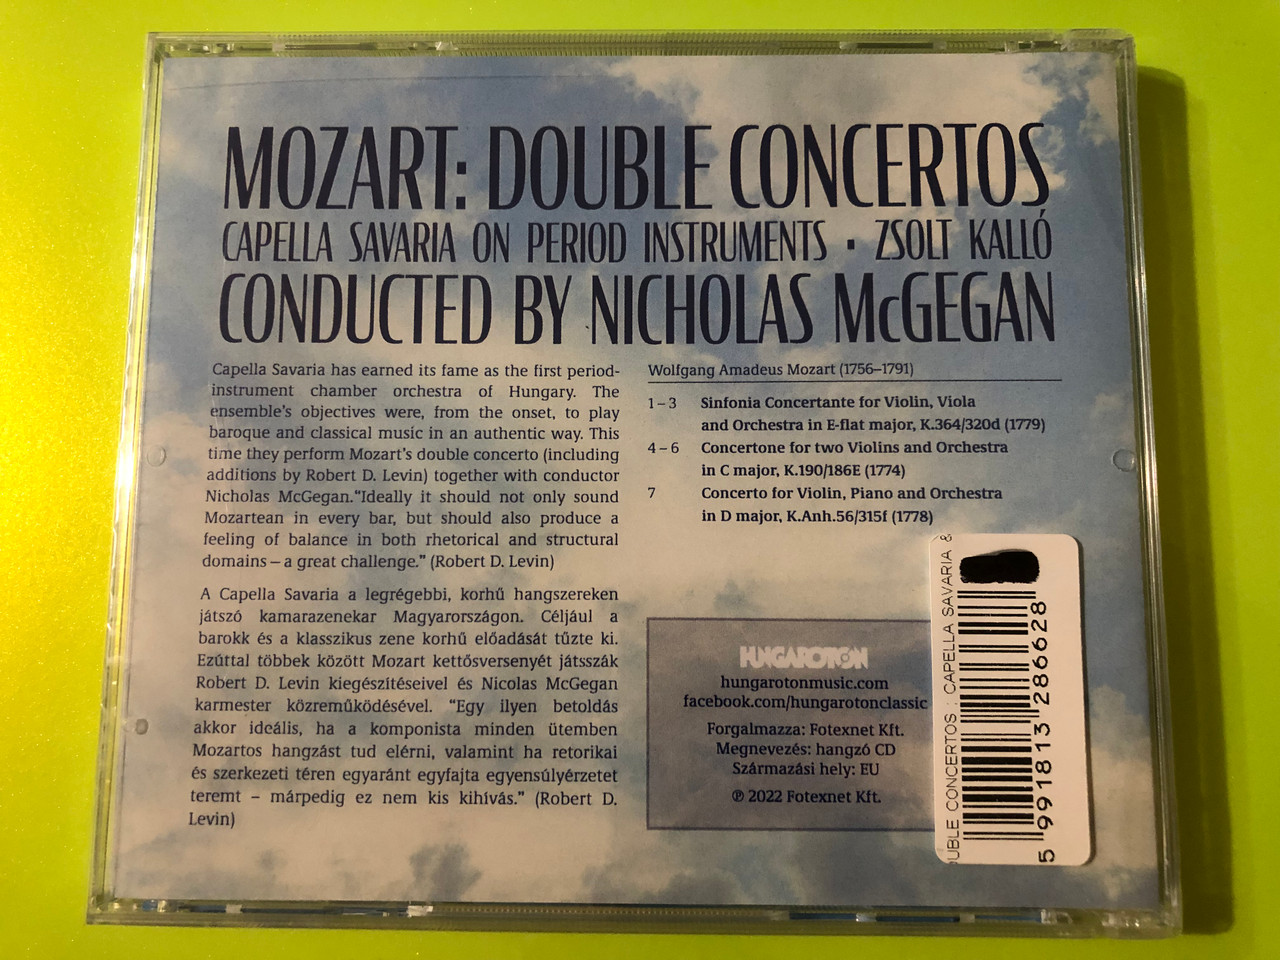 MOZART: DOUBLE CONCERTOS
CAPELLA SAVARIA ON PERIOD INSTRUMENTS · ZSOLT KALLÓ
CONDUCTED BY NICHOLAS McGEGAN
Capella Savaria has earned its fame as the first period-
instrument chamber orchestra of Hungary. The
ensemble's objectives were, from the onset, to play
baroque and classical music in an authentic way. This
time they perform Mozart's double concerto (including
additions by Robert D. Levin) together with conductor
Nicholas McGegan."Ideally it should not only sound
Mozartean in every bar, but should also produce a
feeling of balance in both rhetorical and structural
domains – a great challenge." (Robert D. Levin)
A Capella Savaria a legrégebbi, korhű hangszereken
játszó kamarazenekar Magyarországon. Céljául a
barokk és a klasszikus zene korhű előadását tűzte ki.
Ezúttal többek között Mozart kettősversenyét játsszák
Robert D. Levin kiegészítéseivel és Nicolas McGegan
karmester közreműködésével. "Egy ilyen betoldás
akkor ideális, ha a komponista minden ütemben
Mozartos hangzást tud elérni, valamint ha retorikai
és szerkezeti téren egyaránt egyfajta egyensúlyérzetet
teremt – márpedig ez nem kis kihívás." (Robert D.
Levin)
Wolfgang Amadeus Mozart (1756–1791)
1 – 3 Sinfonia Concertante for Violin, Viola
and Orchestra in E-flat major, K.364/320d (1779)
4 – 6 Concertone for two Violins and Orchestra
in C major, K.190/186E (1774)
7 Concerto for Violin, Piano and Orchestra
in D major, K.Anh.56/315f (1778)
HUNGAROTON
hungarotonmusic.com
facebook.com/hungarotonclassic
Forgalmazza: Fotexnet Kft.
Megnevezés: hangzó CD
Származási hely: EU
℗ 2022 Fotexnet Kft.
UBLE CONCERTOS : CAPELLA SAVARIA &
5 991813 286628